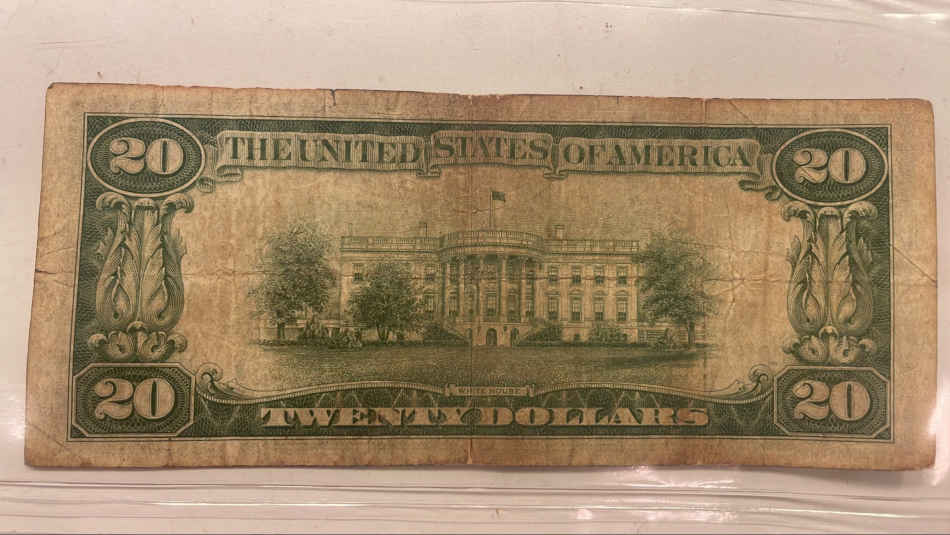 20 THE UNITED STATES OF AMERICA 20
WHITE HOUSE
20 TWENTY DOLLARS 20